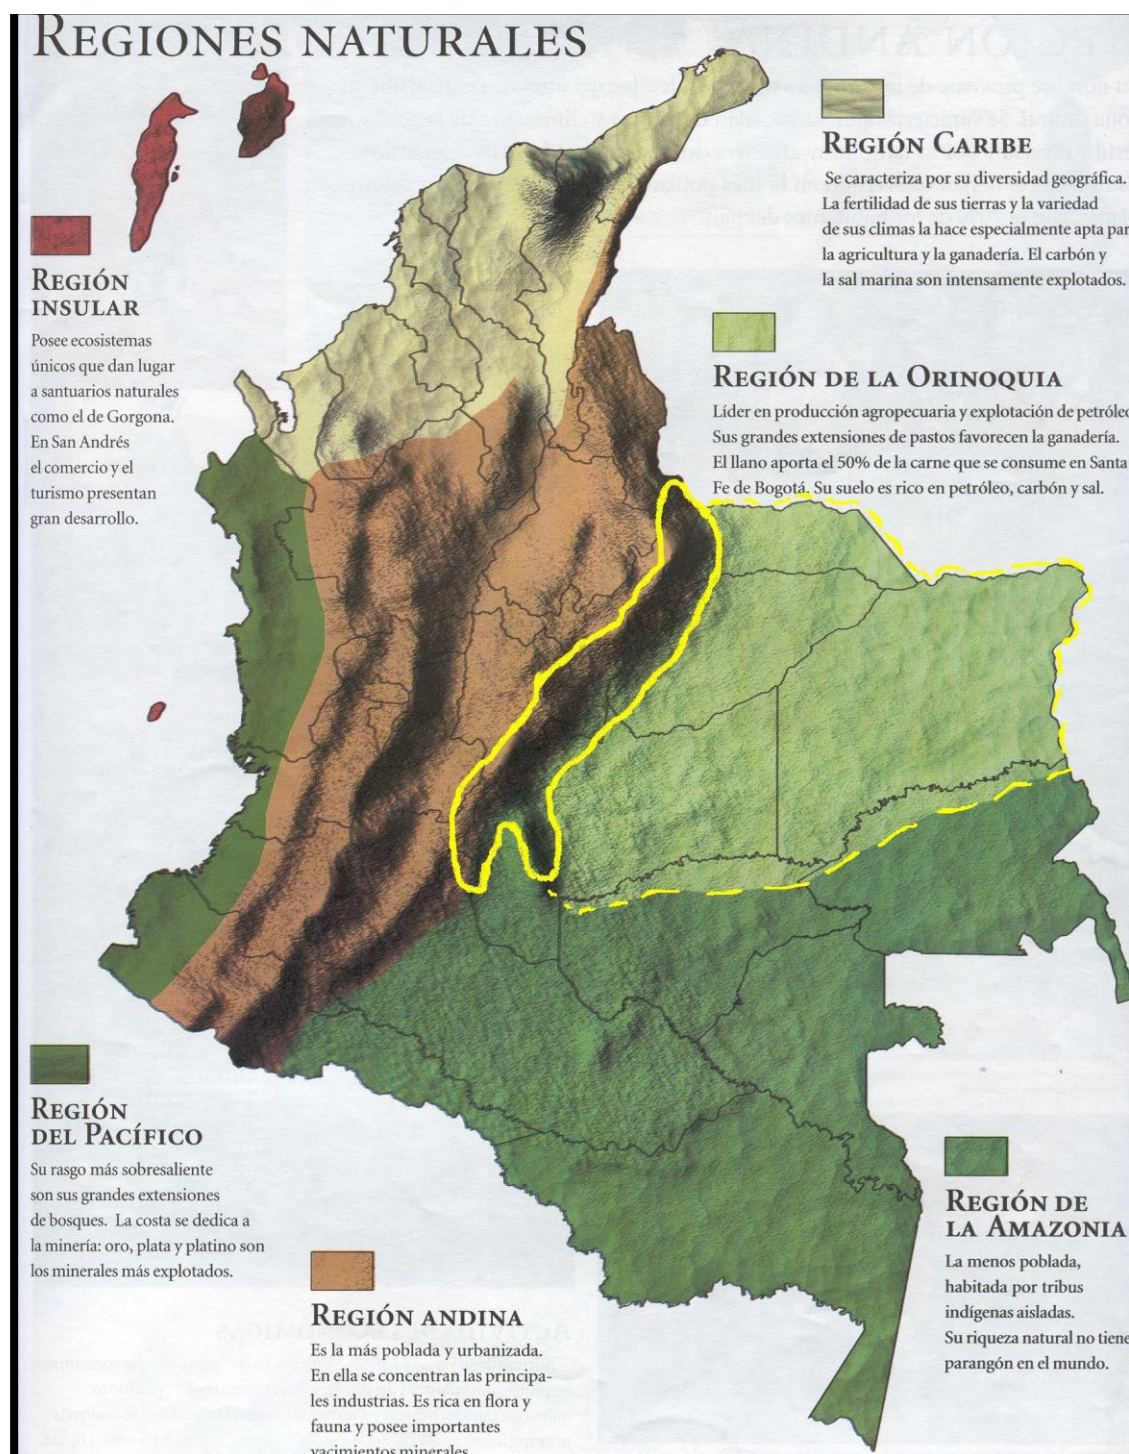 REGIONES NATURALES
REGIÓN CARIBE
Se caracteriza por su diversidad geográfica.
La fertilidad de sus tierras y la variedad
de sus climas la hace especialmente apta par
la agricultura y la ganadería. El carbón y
la sal marina son intensamente explotados.
REGIÓN
INSULAR
Posee ecosistemas
únicos que dan lugar
a santuarios naturales
como el de Gorgona.
En San Andrés
el comercio y el
turismo presentan
gran desarrollo.
REGIÓN DE LA ORINOQUIA
Líder en producción agropecuaria y explotación de petróleo
Sus grandes extensiones de pastos favorecen la ganadería.
El llano aporta el 50% de la carne que se consume en Santa
Fe de Bogotá. Su suelo es rico en petróleo, carbón y sal.
REGIÓN
DEL PACÍFICO
Su rasgo más sobresaliente
son sus grandes extensiones
de bosques. La costa se dedica a
la minería: oro, plata y platino son
los minerales más explotados.
REGIÓN ANDINA
Es la más poblada y urbanizada.
En ella se concentran las principa-
les industrias. Es rica en flora y
fauna y posee importantes
yacimientos minerales
REGIÓN DE
LA AMAZONIA
La menos poblada,
habitada por tribus
indígenas aisladas.
Su riqueza natural no tiene
parangón en el mundo.